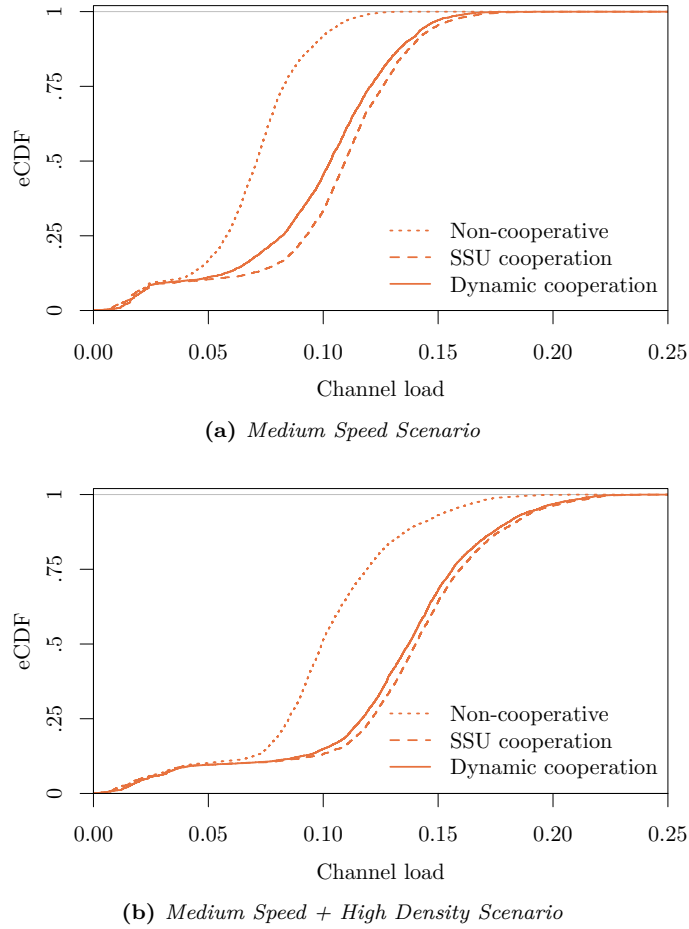 1
.75
eCDF
.5
.25
Non-cooperative
SSU cooperation
Dynamic cooperation
0
0.00 0.05 0.10 0.15 0.20 0.25
Channel load
(a) Medium Speed Scenario
1
.75
eCDF
.5
.25
Non-cooperative
SSU cooperation
Dynamic cooperation
0
0.00 0.05 0.10 0.15 0.20 0.25
Channel load
(b) Medium Speed + High Density Scenario